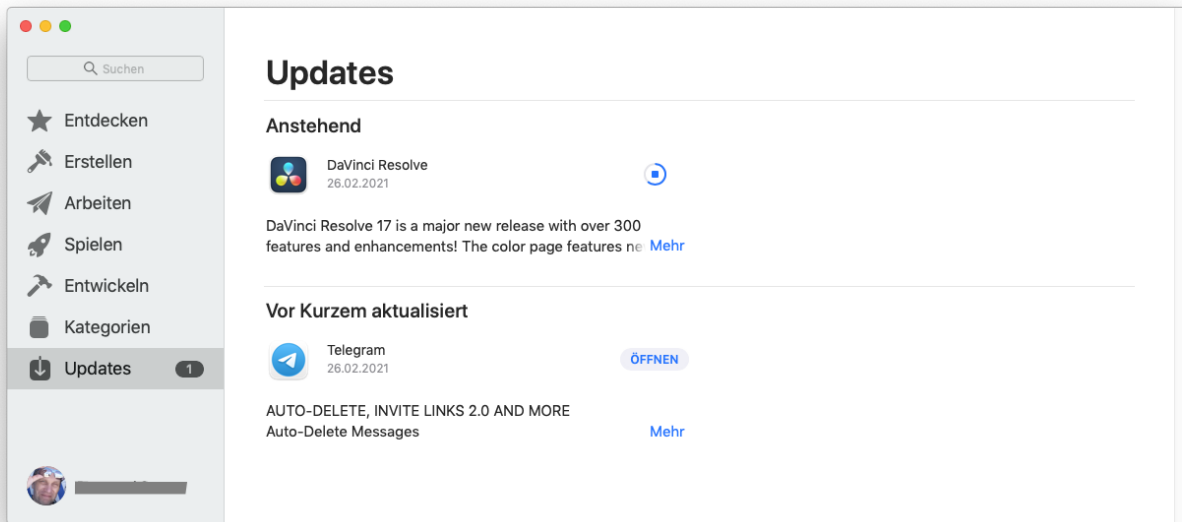 Suchen
Entdecken
Erstellen
Arbeiten
Spielen
Entwickeln
Kategorien
Updates 1
Updates
Anstehend
DaVinci Resolve
26.02.2021
DaVinci Resolve 17 is a major new release with over 300
features and enhancements! The color page features ne Mehr
Vor Kurzem aktualisiert
Telegram
26.02.2021
ÖFFNEN
AUTO-DELETE, INVITE LINKS 2.0 AND MORE
Auto-Delete Messages Mehr